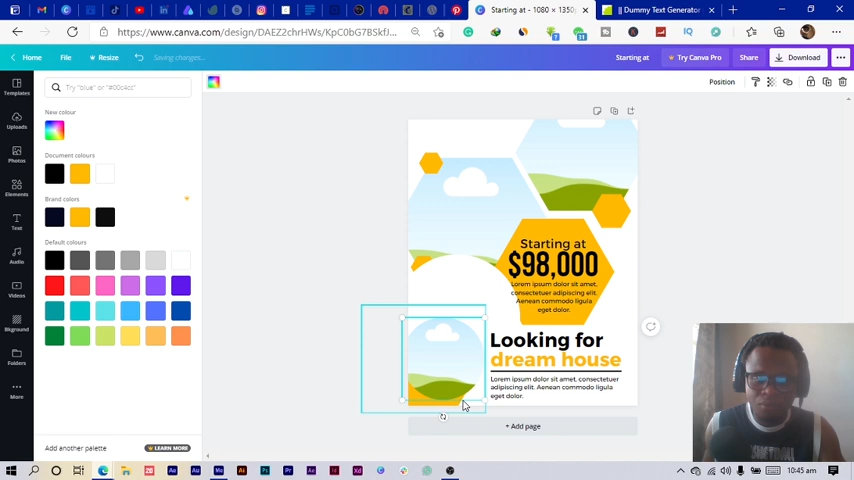 Starting at - 1080 × 1350
|| Dummy Text Generator
8:45 PM
https://www.canva.com/design/DAEZ2chrHWs/KpC0bG7BSkfJ...
Home
File
Resize
Saving changes...
Starting at
Try Canva Pro
Share
Download
Try "blue" or "#00c4cc"
Position
Templates
Uploads
Photos
Elements
Text
Audio
Videos
Bkground
Folders
More
New colour
Document colours
Brand colors
Default colours
Add another palette
LEARN MORE
Starting at
$98,000
Lorem ipsum dolor sit amet,
consectetuer adipiscing elit.
Aenean commodo ligula
eget dolor.
Looking for
dream house
Lorem ipsum dolor sit amet, consectetuer
adipiscing elit. Aenean commodo ligula eget
dolor.
+ Add page
10:45 am